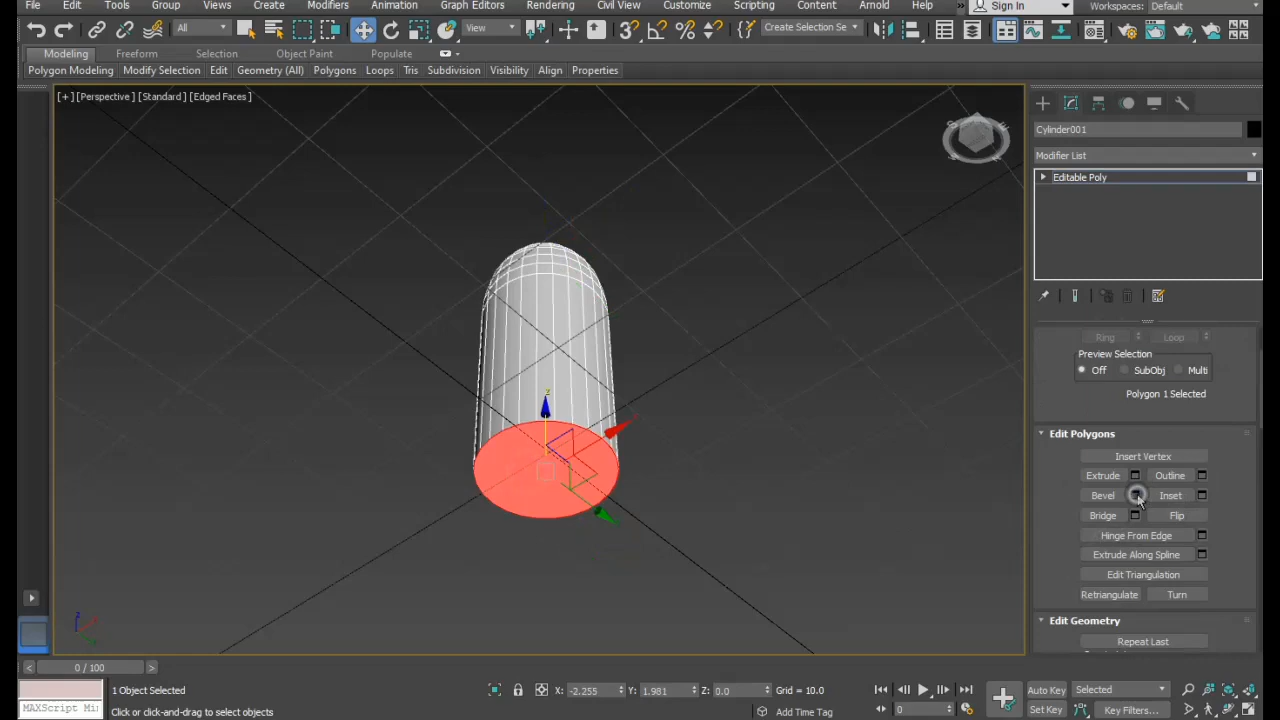 File Edit Tools Group Views Create Modifiers Animation Graph Editors Rendering Civil View Customize Scripting Content Arnold Help » Sign In Workspaces: Default
All View Create Selection Se
Modeling Freeform Selection Object Paint Populate
Polygon Modeling Modify Selection Edit Geometry (All) Polygons Loops Tris Subdivision Visibility Align Properties
[+] [Perspective] [Standard] [Edged Faces]
Cylinder001
Modifier List
Editable Poly
Ring Loop
Preview Selection
Off SubObj Multi
Polygon 1 Selected
Edit Polygons
Insert Vertex
Extrude Outline
Bevel Inset
Bridge Flip
Hinge From Edge
Extrude Along Spline
Edit Triangulation
Retriangulate Turn
Edit Geometry
Repeat Last
z
z
< 0 / 100 >
1 Object Selected X: -2.255 Y: 1.981 Z: 0.0 Grid = 10.0 Auto Key Selected
MAXScript Mi Click or click-and-drag to select objects Add Time Tag 0 Set Key Key Filters...